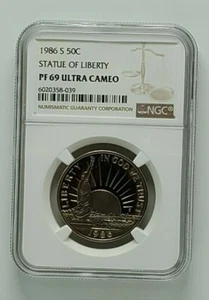 1986 S 50C
STATUE OF LIBERTY
PF 69 ULTRA CAMEO
6020358-039
NUMISMATIC GUARANTY CORPORATION
NGC
LIBERTY IN GOD WE TRUST
1986